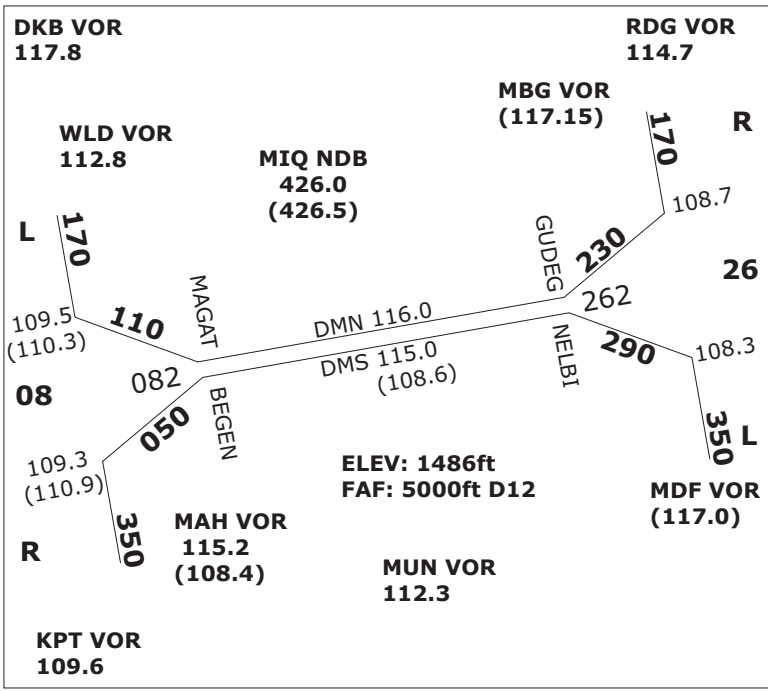 DKB VOR
117.8
RDG VOR
114.7
MBG VOR
(117.15)
R
WLD VOR
112.8
MIQ NDB
426.0
(426.5)
170
108.7
L
170
GUDEG
230
26
MAGAT
262
109.5
(110.3)
110
DMN 116.0
NELBI
290
108.3
082
DMS 115.0
(108.6)
08
BEGEN
050
350
L
109.3
(110.9)
ELEV: 1486ft
FAF: 5000ft D12
MDF VOR
(117.0)
R
350
MAH VOR
115.2
(108.4)
MUN VOR
112.3
KPT VOR
109.6